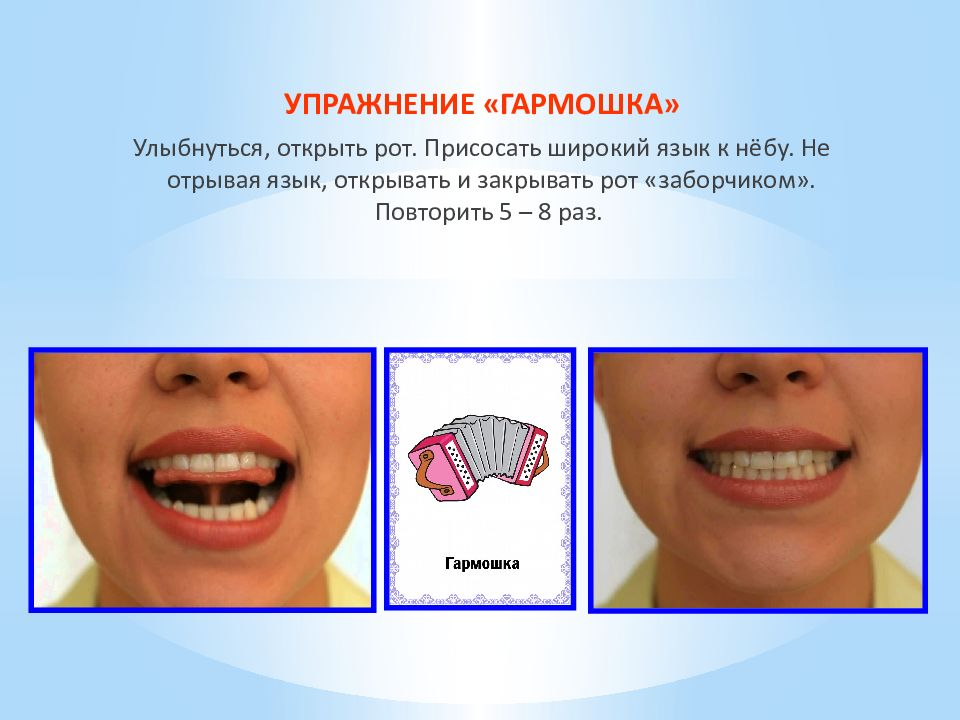 УПРАЖНЕНИЕ «ГАРМОШКА»
Улыбнуться, открыть рот. Присосать широкий язык к нёбу. Не
отрывая язык, открывать и закрывать рот «заборчиком».
Повторить 5 – 8 раз.
Гармошка